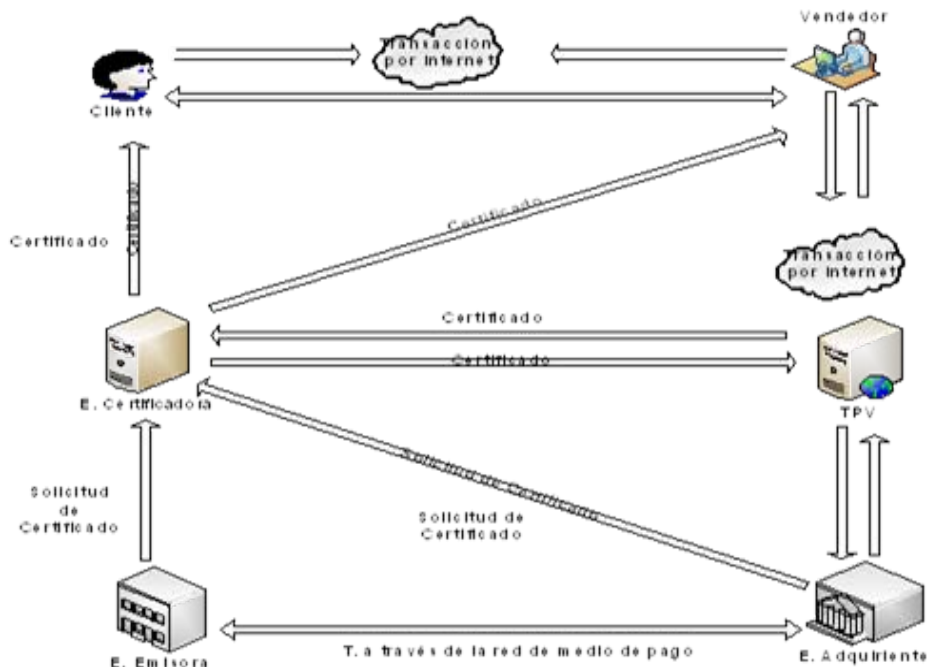 Vendedor
Transacción
por Internet
Cliente
Certificado
Certificado
Certificado
Transacción
por Internet
Certificado
Certificado
E. Certificadora
TPV
Solicitud
de
Certificado
Solicitud de Certificado
Solicitud de
Certificado
E. Emisora
T. a través de la red de medio de pago
E. Adquiriente